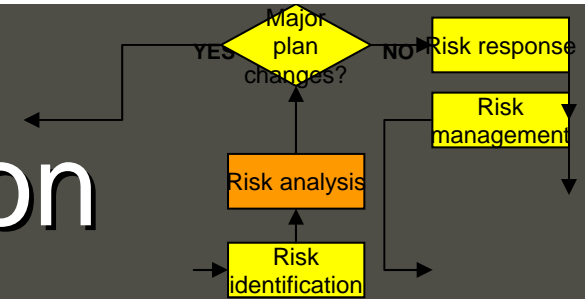 Major
plan
changes?
YES
NO
Risk response
Risk
management
Risk analysis
on
Risk
identification